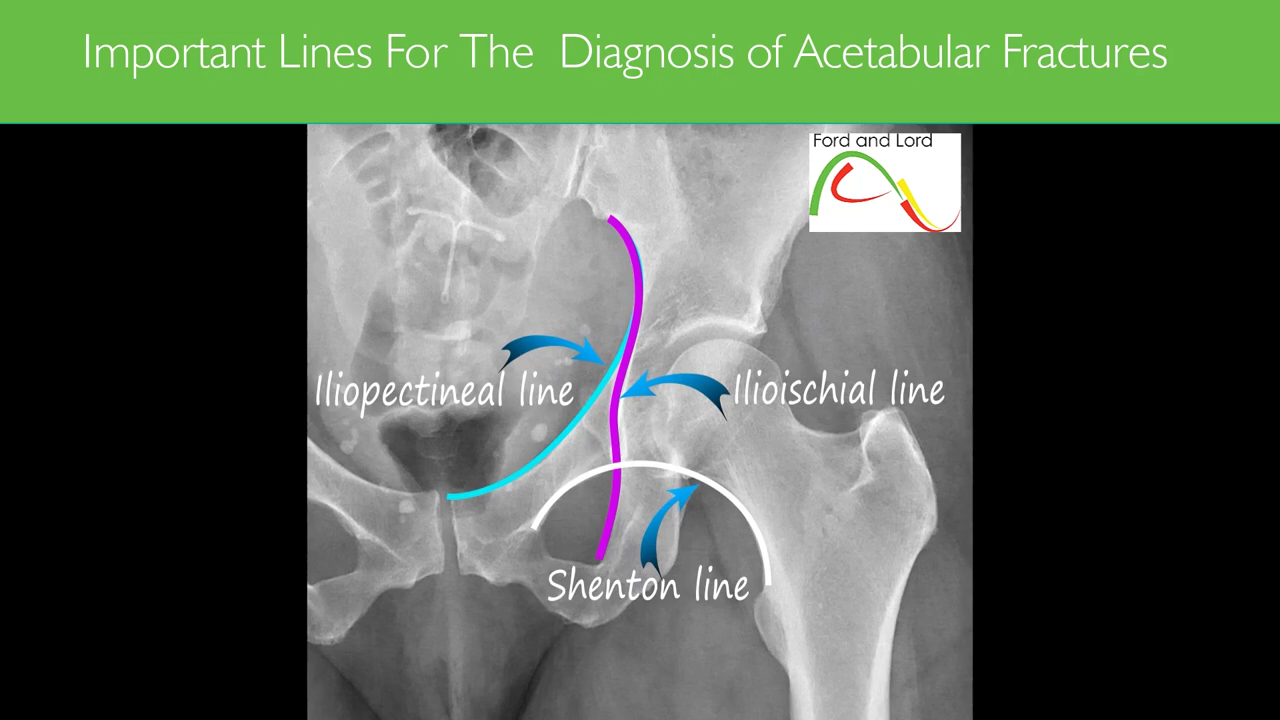 Important Lines For The  Diagnosis of Acetabular Fractures
Ford and Lord
Iliopectineal line
Ilioischial line
Shenton line